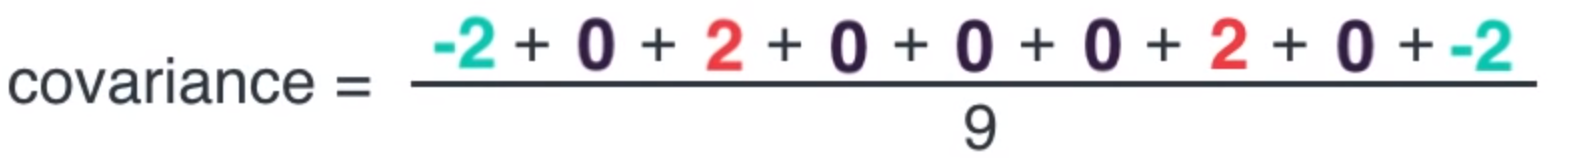 -2 + 0 + 2 + 0 + 0 + 0 + 2 + 0 + -2
covariance =
9